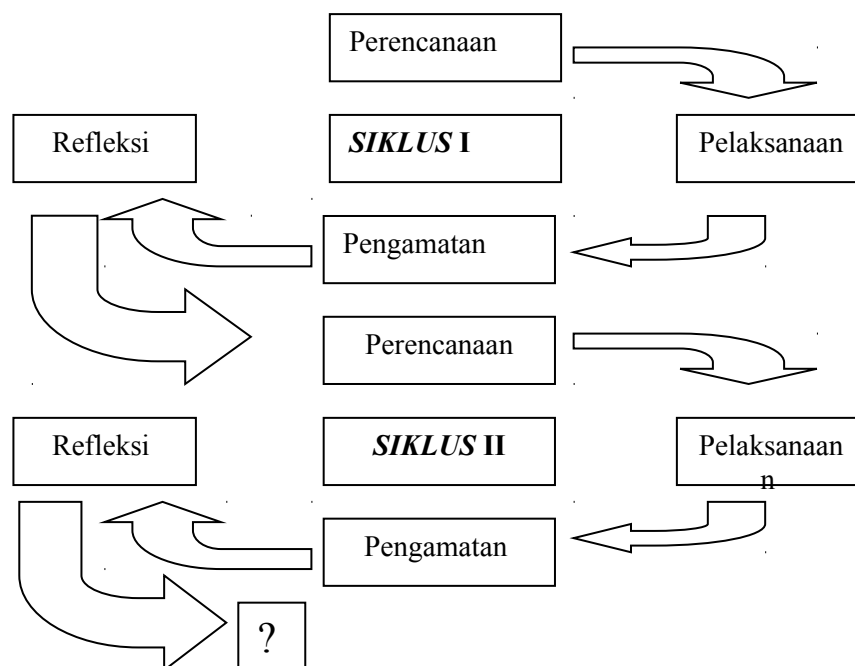 Perencanaan
Refleksi
SIKLUS I
Pelaksanaan
Pengamatan
Perencanaan
Refleksi
SIKLUS II
Pelaksanaan
n
Pengamatan
?